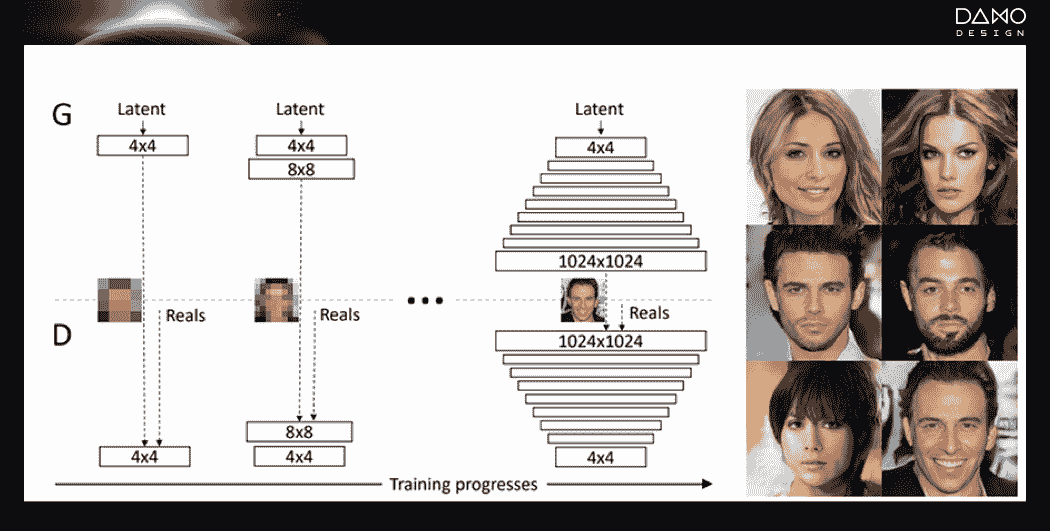 DAMO
DESIGN
G
Latent
Latent
Latent
4x4
4x4
4x4
8x8
1024x1024
Reals
Reals
Reals
D
1024x1024
8x8
4x4
4x4
4x4
Training progresses